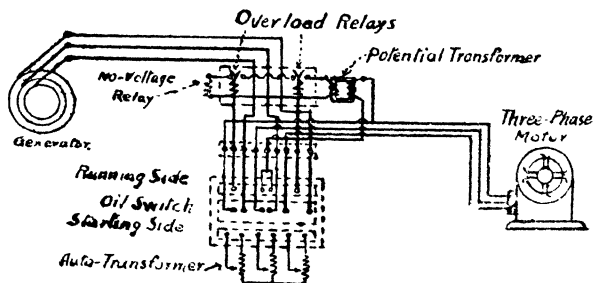 Overload Relays
Potential Transformer
No-Voltage
Relay
Generator
Three-Phase
Motor
Running Side
Oil Switch
Starting Side
Auto-Transformer